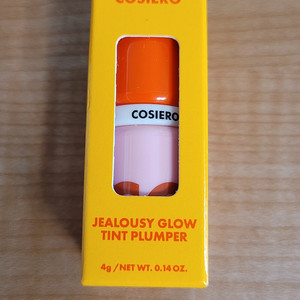 COSIERO
COSIERO
JEALOUSY GLOW
TINT PLUMPER
4g / NET WT. 0.14 OZ.